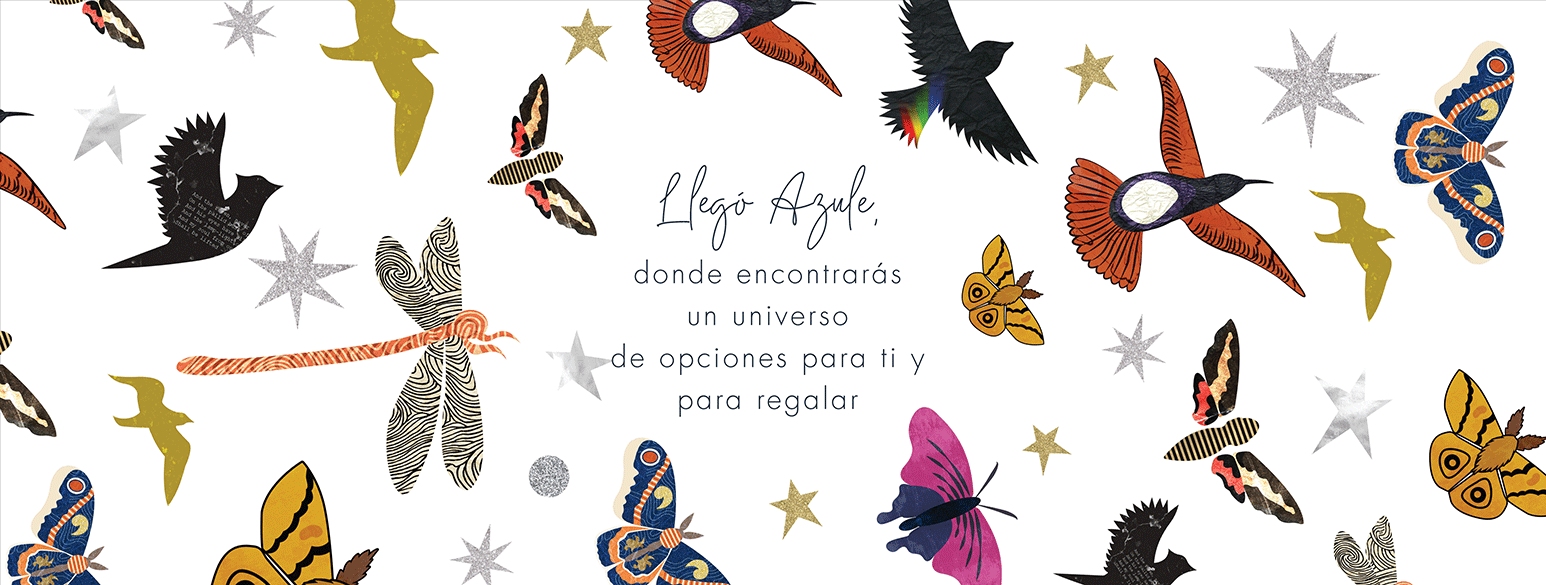 Llegó Azule,
donde encontrarás
un universo
de opciones para ti y
para regalar